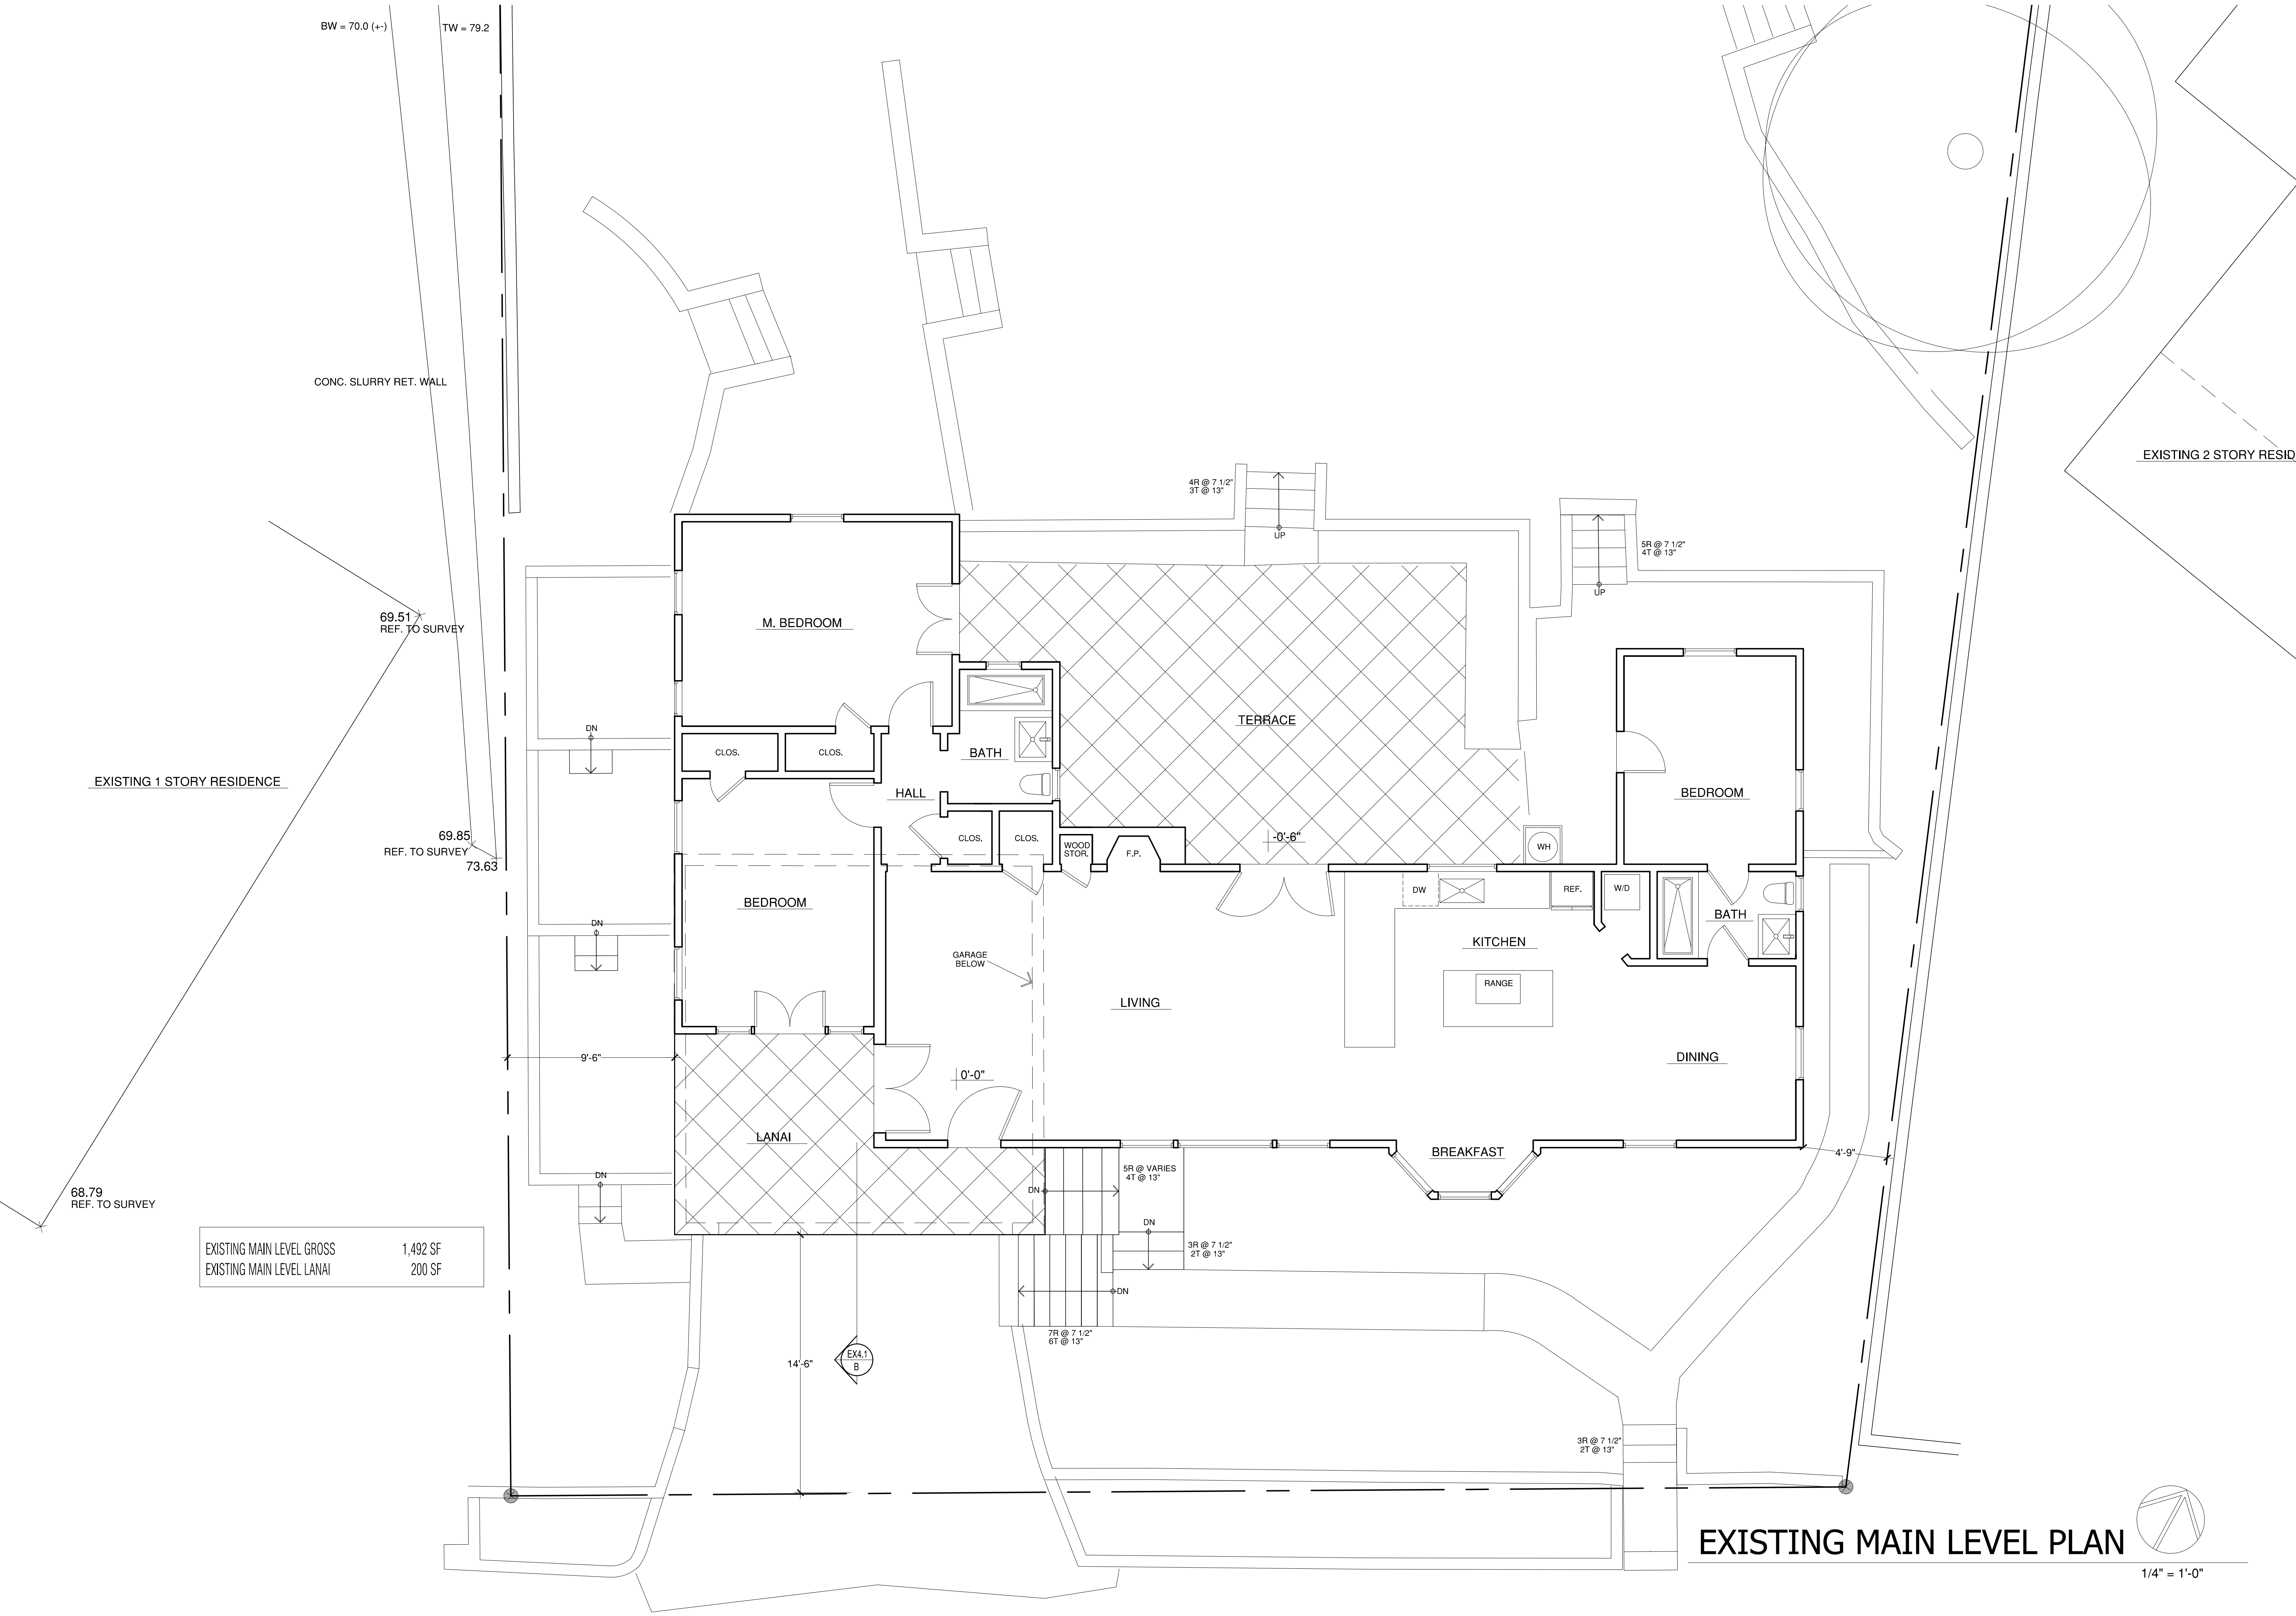 BW = 70.0 (+-)
TW = 79.2
CONC. SLURRY RET. WALL
EXISTING 2 STORY RESID
4R @ 7 1/2"
3T @ 13"
UP
5R @ 7 1/2"
4T @ 13"
UP
69.51
REF. TO SURVEY
M. BEDROOM
TERRACE
DN
CLOS.
CLOS.
BATH
EXISTING 1 STORY RESIDENCE
HALL
BEDROOM
69.85
REF. TO SURVEY
73.63
CLOS.
CLOS.
WOOD
STOR.
F.P.
-0'-6"
WH
BEDROOM
DW
REF.
W/D
BATH
DN
KITCHEN
GARAGE
BELOW
RANGE
LIVING
9'-6"
0'-0"
DINING
LANAI
BREAKFAST
4'-9"
5R @ VARIES
4T @ 13"
DN
DN
68.79
REF. TO SURVEY
DN
3R @ 7 1/2"
2T @ 13"
EXISTING MAIN LEVEL GROSS 1,492 SF
EXISTING MAIN LEVEL LANAI 200 SF
DN
7R @ 7 1/2"
6T @ 13"
14'-6"
EX4.1
B
3R @ 7 1/2"
2T @ 13"
EXISTING MAIN LEVEL PLAN
1/4" = 1'-0"